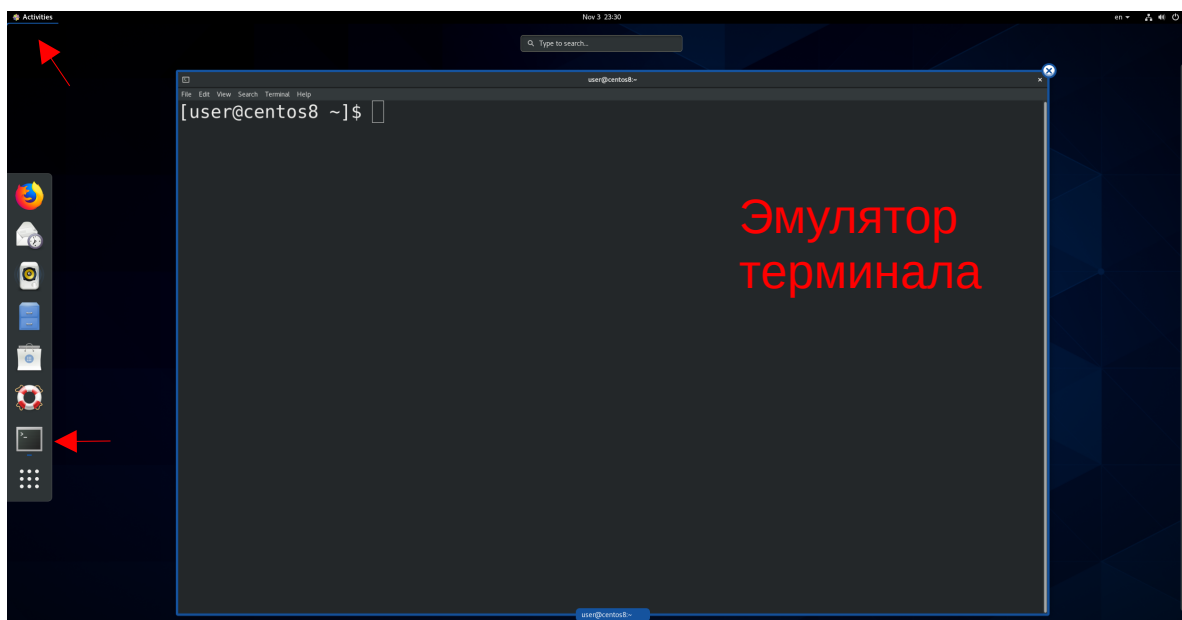 Activities
Nov 3 23:30
en
Type to search...
user@centos8:~
File Edit View Search Terminal Help
[user@centos8 ~]$
Эмулятор
терминала
user@centos8:~